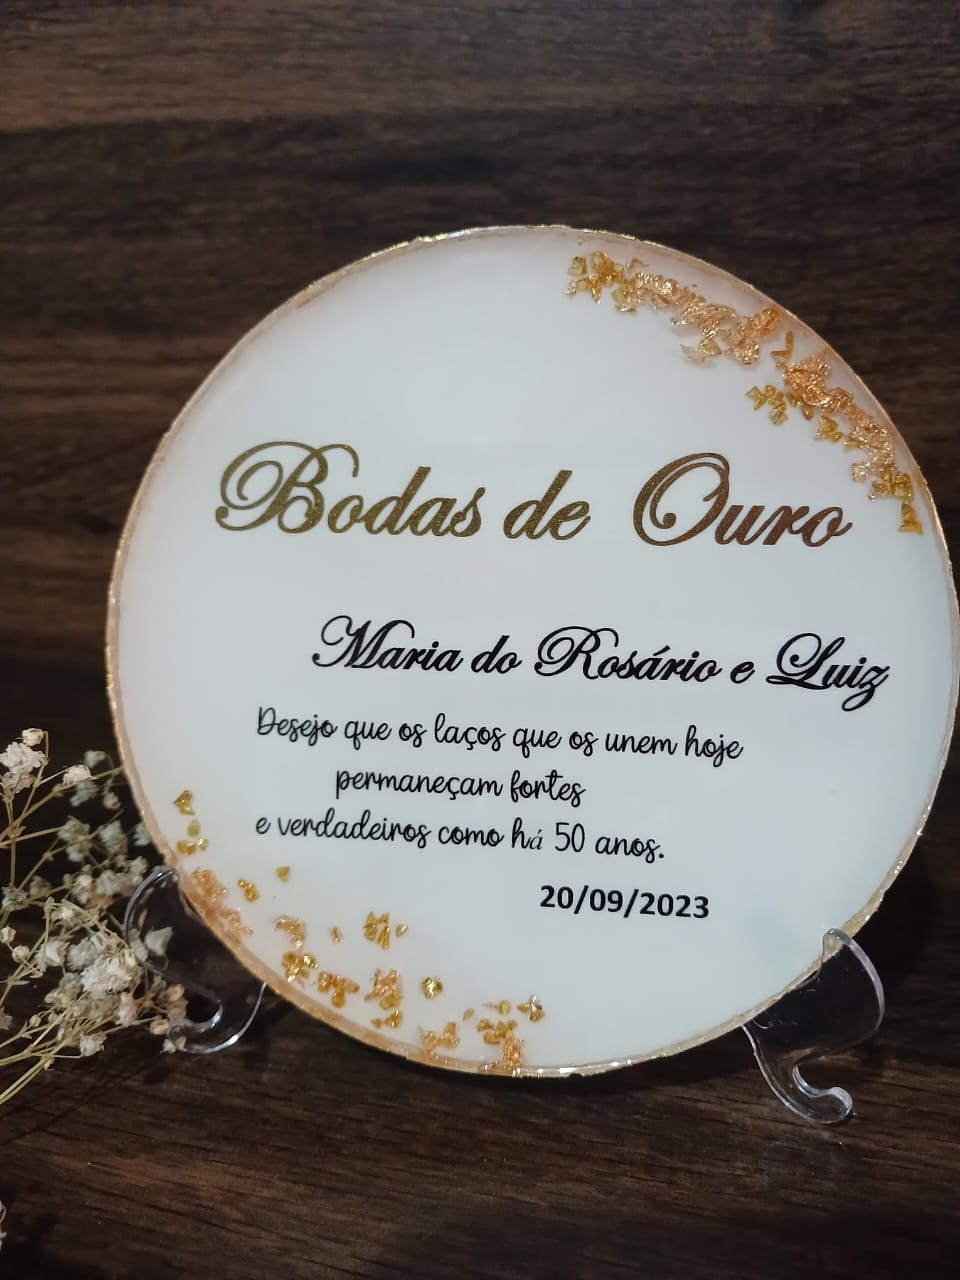 Bodas de Ouro
Maria do Rosário e Luiz
Desejo que os laços que os unem hoje
permaneçam fortes
e verdadeiros como há 50 anos.
20/09/2023